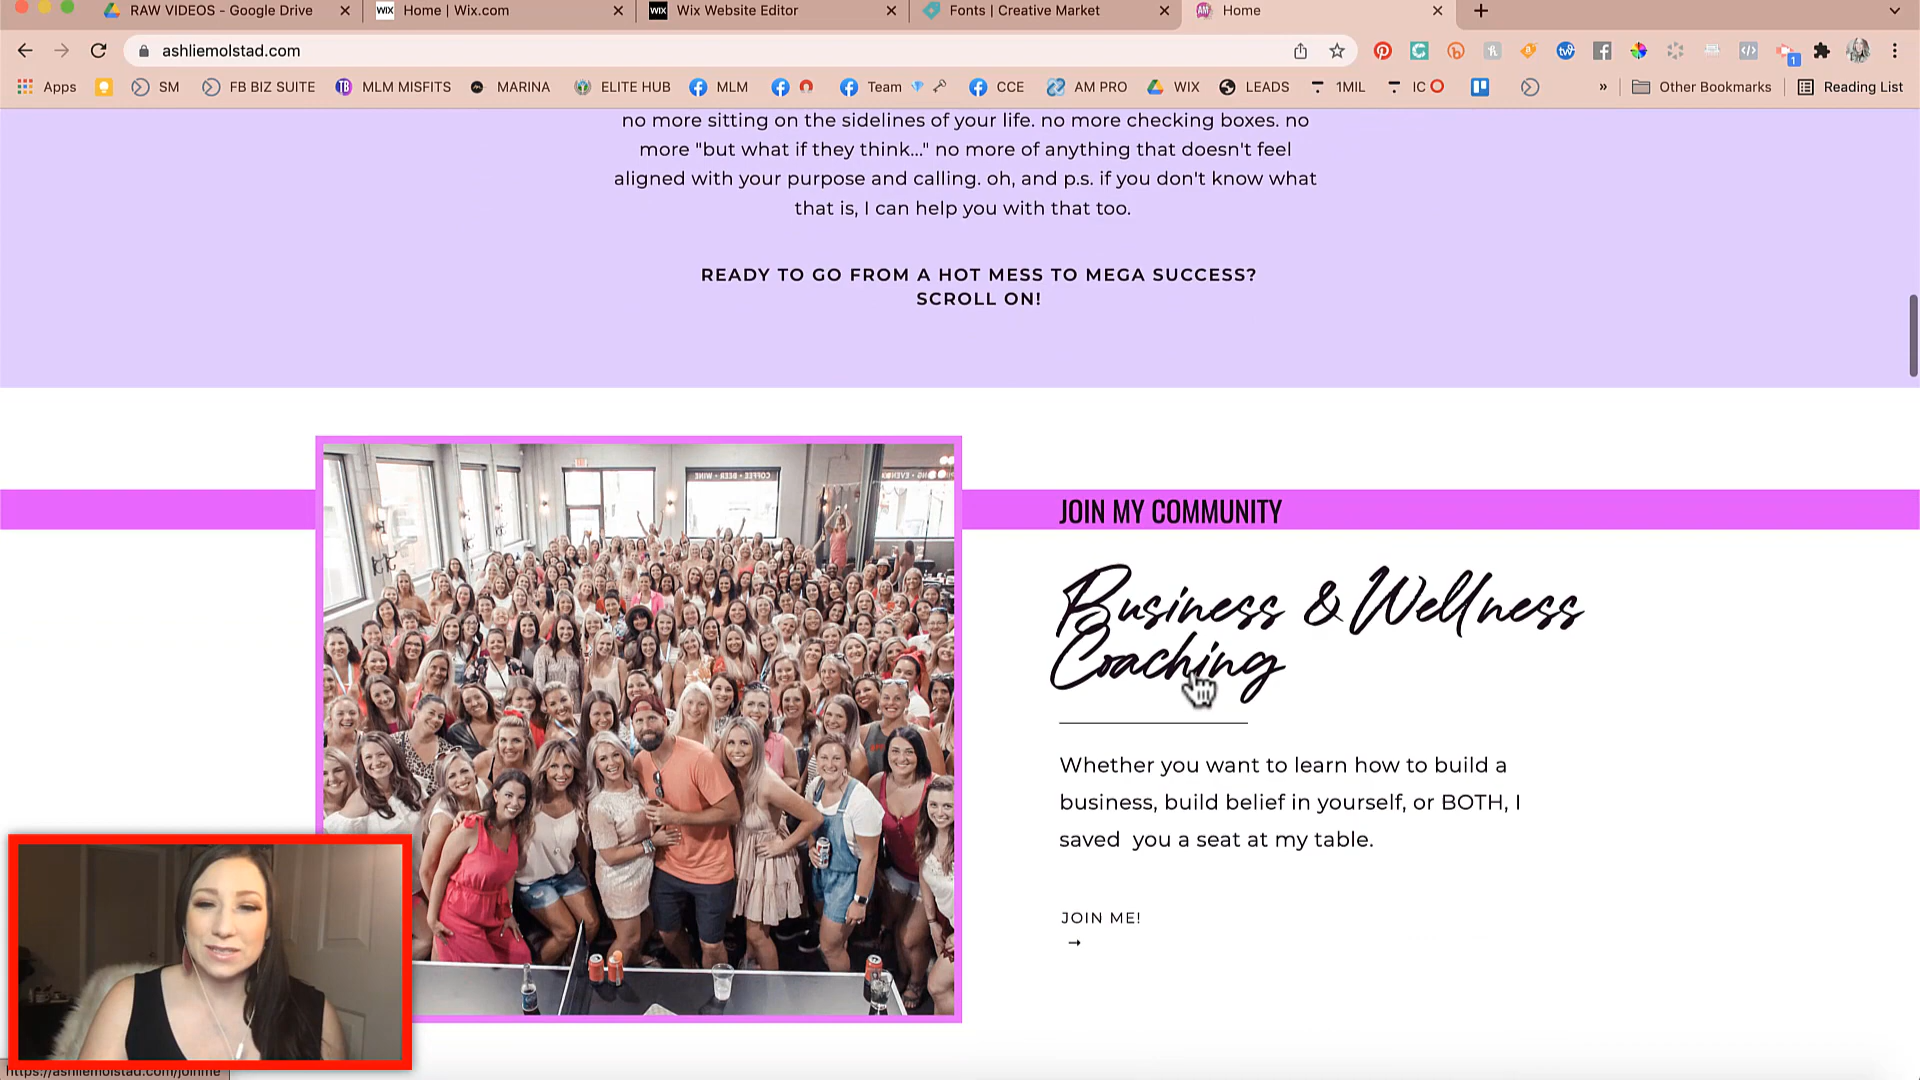 RAW VIDEOS - Google Drive
Home | Wix.com
Wix Website Editor
Fonts | Creative Market
Home
ashliemolstad.com
Apps
SM
FB BIZ SUITE
MLM MISFITS
MARINA
ELITE HUB
MLM
Team
CCE
AM PRO
WIX
LEADS
1MIL
IC
»
Other Bookmarks
Reading List
no more sitting on the sidelines of your life. no more checking boxes. no
more "but what if they think..." no more of anything that doesn't feel
aligned with your purpose and calling. oh, and p.s. if you don't know what
that is, I can help you with that too.
READY TO GO FROM A HOT MESS TO MEGA SUCCESS?
SCROLL ON!
JOIN MY COMMUNITY
Business & Wellness
Coaching
Whether you want to learn how to build a
business, build belief in yourself, or BOTH, I
saved  you a seat at my table.
JOIN ME!
→
https://ashliemolstad.com/joinme